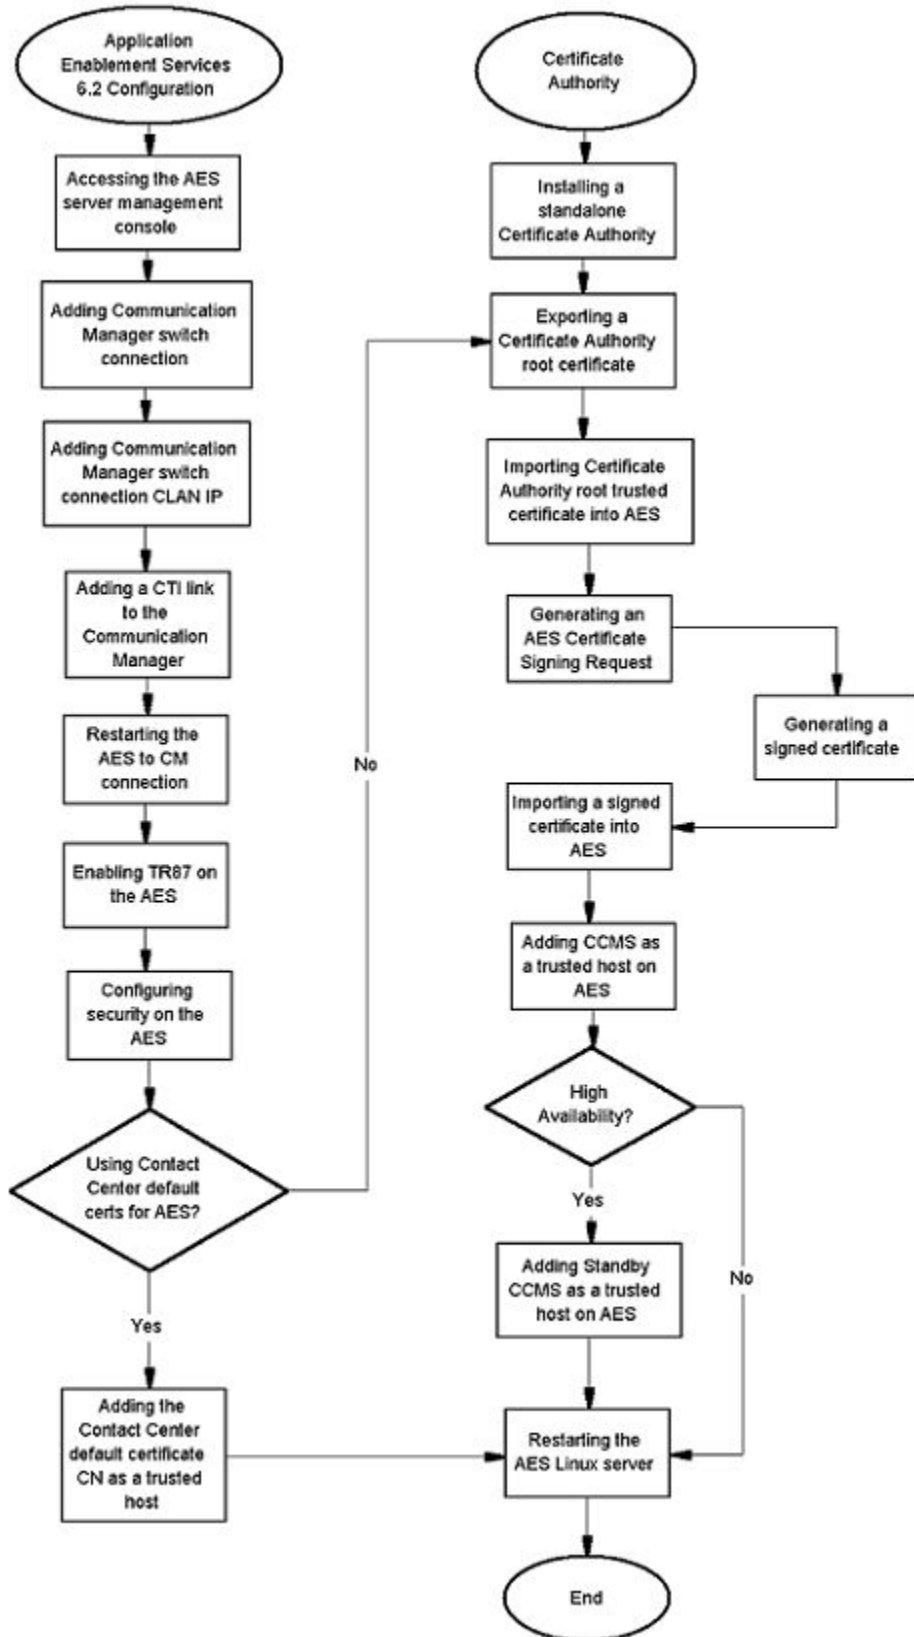 Application
Enablement Services
6.2 Configuration
Accessing the AES
server management
console
Adding Communication
Manager switch
connection
Adding Communication
Manager switch
connection CLAN IP
Adding a CTI link
to the
Communication
Manager
Restarting the
AES to CM
connection
Enabling TR87 on
the AES
Configuring
security on the
AES
Using Contact
Center default
certs for AES?
No
Yes
Adding the
Contact Center
default certificate
CN as a trusted
host
Certificate
Authority
Installing a
standalone
Certificate Authority
Exporting a
Certificate Authority
root certificate
Importing Certificate
Authority root trusted
certificate into AES
Generating an
AES Certificate
Signing Request
Generating a
signed certificate
Importing a signed
certificate into
AES
Adding CCMS as
a trusted host on
AES
High
Availability?
Yes
No
Adding Standby
CCMS as a trusted
host on AES
Restarting the
AES Linux server
End